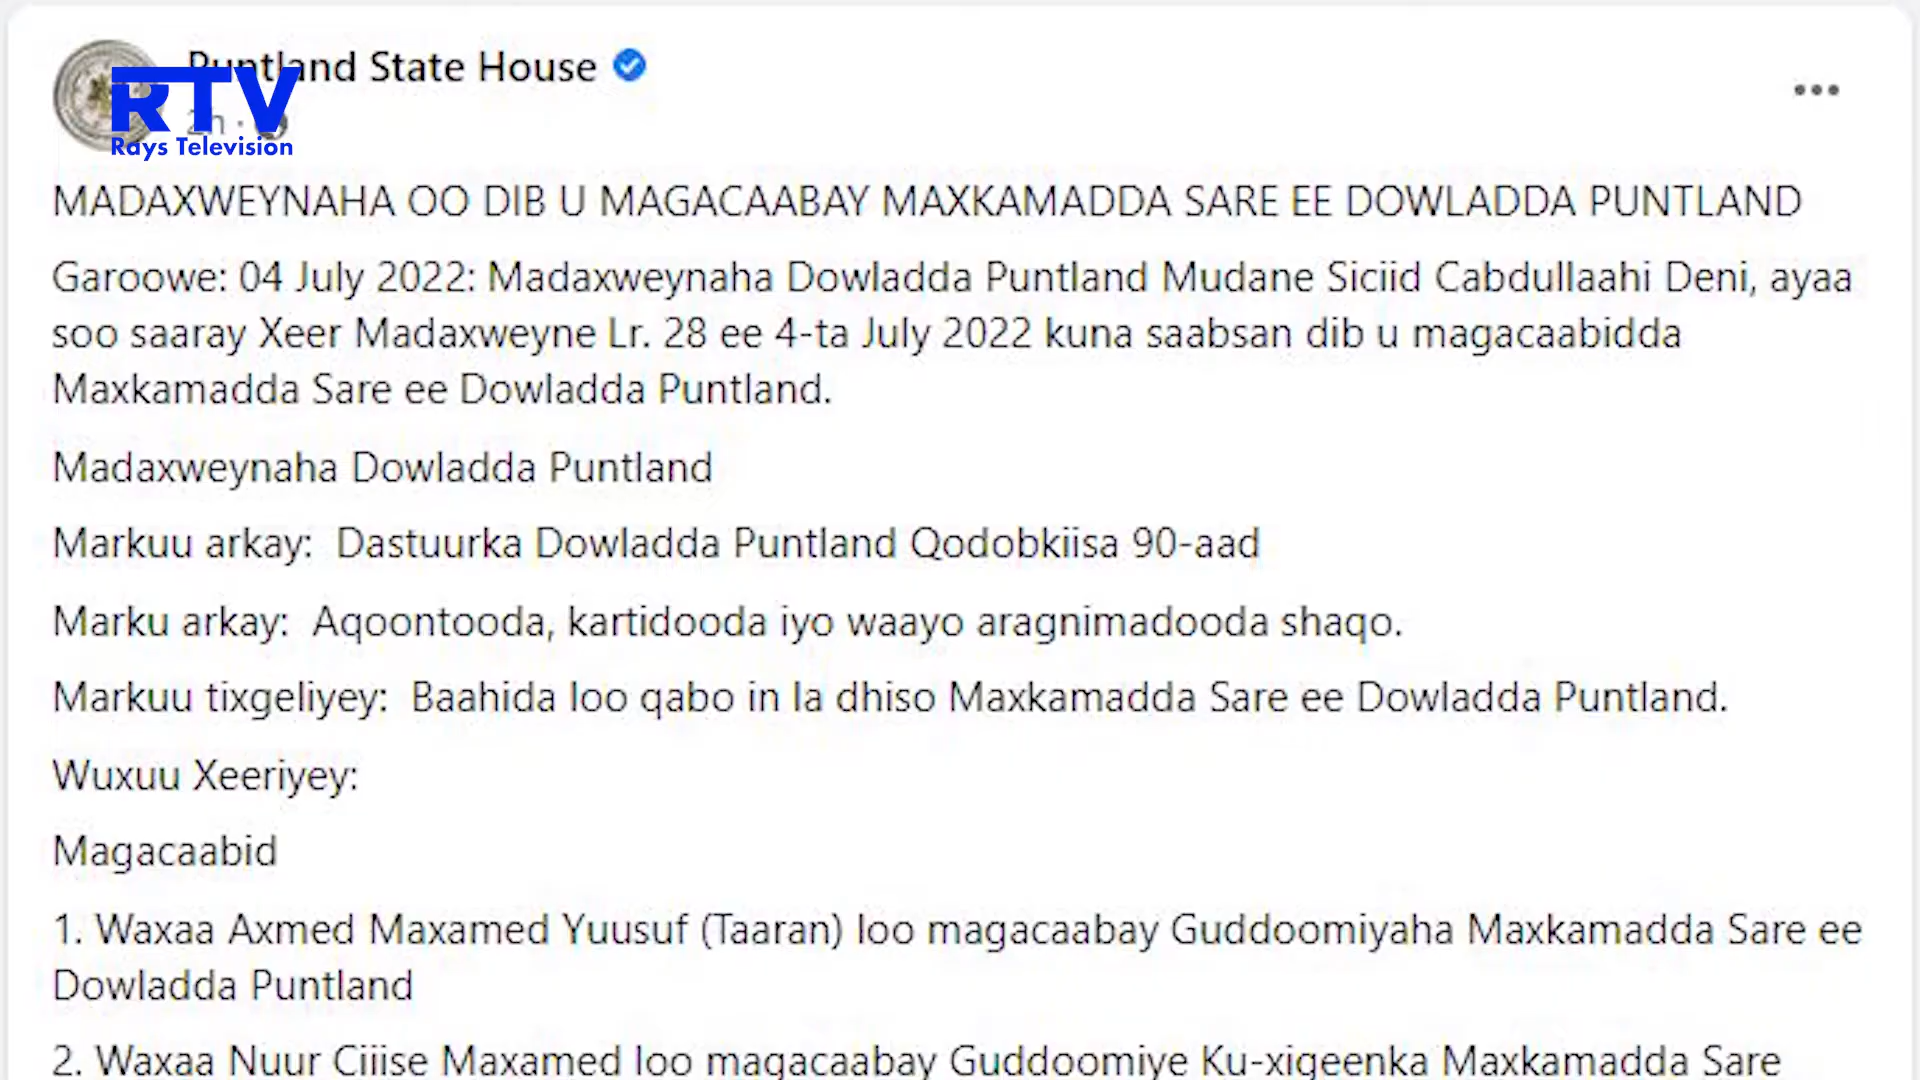 Puntland State House
RTV
2h
Rays Television
MADAXWEYNAHA OO DIB U MAGACAABAY MAXKAMADDA SARE EE DOWLADDA PUNTLAND
Garoowe: 04 July 2022: Madaxweynaha Dowladda Puntland Mudane Siciid Cabdullaahi Deni, ayaa
soo saaray Xeer Madaxweyne Lr. 28 ee 4-ta July 2022 kuna saabsan dib u magacaabidda
Maxkamadda Sare ee Dowladda Puntland.
Madaxweynaha Dowladda Puntland
Markuu arkay: Dastuurka Dowladda Puntland Qodobkiisa 90-aad
Marku arkay: Aqoontooda, kartidooda iyo waayo aragnimadooda shaqo.
Markuu tixgeliyey: Baahida loo qabo in la dhiso Maxkamadda Sare ee Dowladda Puntland.
Wuxuu Xeeriyey:
Magacaabid
1. Waxaa Axmed Maxamed Yuusuf (Taaran) loo magacaabay Guddoomiyaha Maxkamadda Sare ee
Dowladda Puntland
2. Waxaa Nuur Ciiise Maxamed loo magacaabay Guddoomiye Ku-xigeenka Maxkamadda Sare